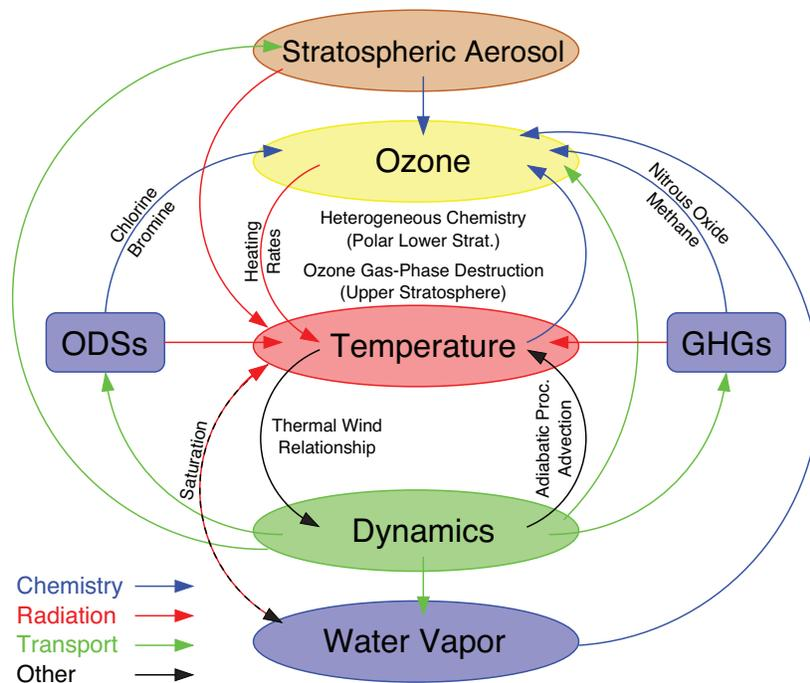 Stratospheric Aerosol
Ozone
Chlorine
Bromine
Nitrous Oxide
Methane
Heating
Rates
Heterogeneous Chemistry
(Polar Lower Strat.)
Ozone Gas-Phase Destruction
(Upper Stratosphere)
ODSs
Temperature
GHGs
Saturation
Thermal Wind
Relationship
Adiabatic Proc.
Advection
Dynamics
Water Vapor
Chemistry
Radiation
Transport
Other